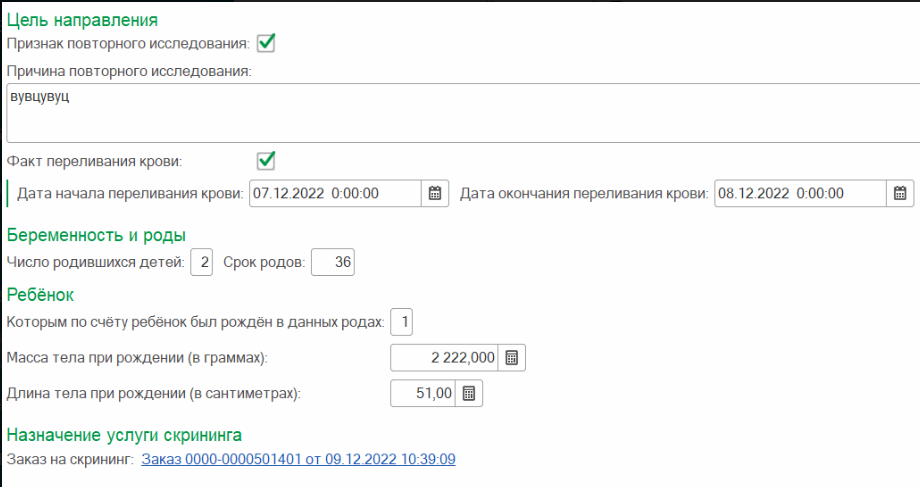 Цель направления
Признак повторного исследования:
Причина повторного исследования:
вувцувуц
Факт переливания крови:
Дата начала переливания крови: 07.12.2022 0:00:00 Дата окончания переливания крови: 08.12.2022 0:00:00
Беременность и роды
Число родившихся детей: 2 Срок родов: 36
Ребёнок
Которым по счёту ребёнок был рождён в данных родах: 1
Масса тела при рождении (в граммах): 2 222,000
Длина тела при рождении (в сантиметрах): 51,00
Назначение услуги скрининга
Заказ на скрининг: Заказ 0000-0000501401 от 09.12.2022 10:39:09